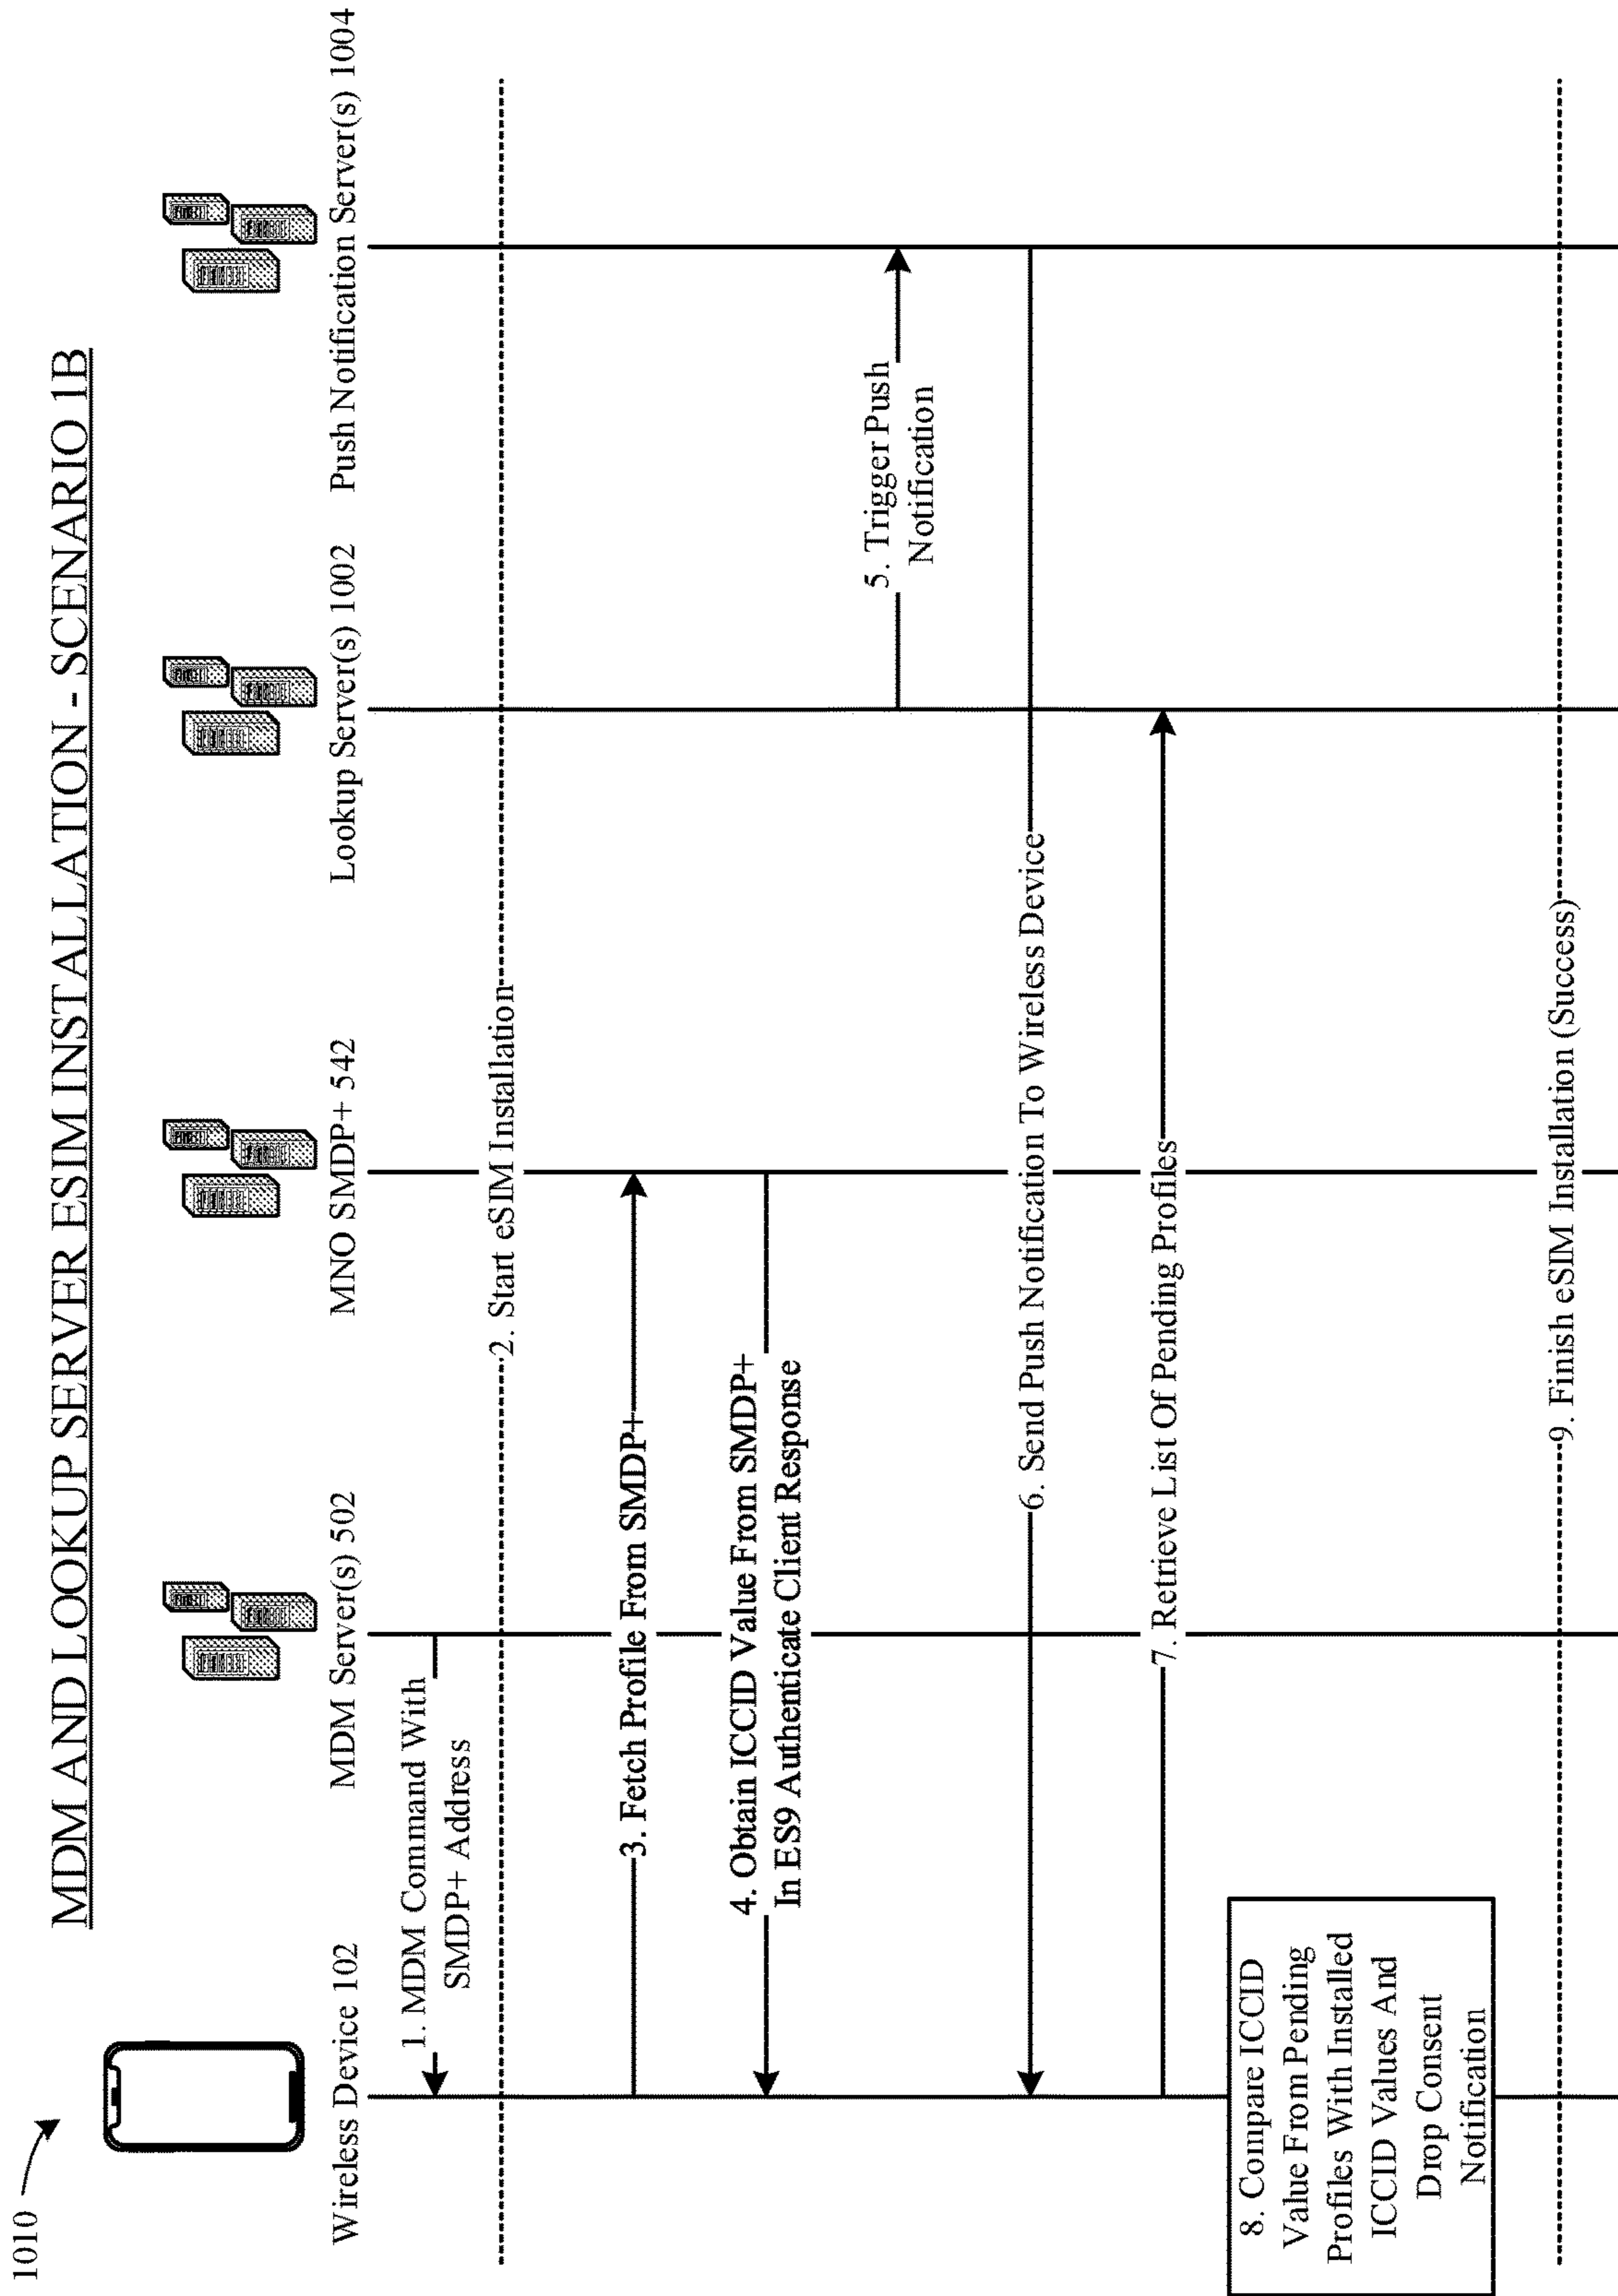 1010
MDM AND LOOKUP SERVER ESIM INSTALLATION - SCENARIO 1B
Wireless Device 102
MDM Server(s) 502
MNO SMDP+ 542
Lookup Server(s) 1002
Push Notification Server(s) 1004
1. MDM Command With
SMDP+ Address
2. Start eSIM Installation
3. Fetch Profile From SMDP+
4. Obtain ICCID Value From SMDP+
In ES9 Authenticate Client Response
5. Trigger Push
Notification
6. Send Push Notification To Wireless Device
7. Retrieve List Of Pending Profiles
8. Compare ICCID
Value From Pending
Profiles With Installed
ICCID Values And
Drop Consent
Notification
9. Finish eSIM Installation (Success)